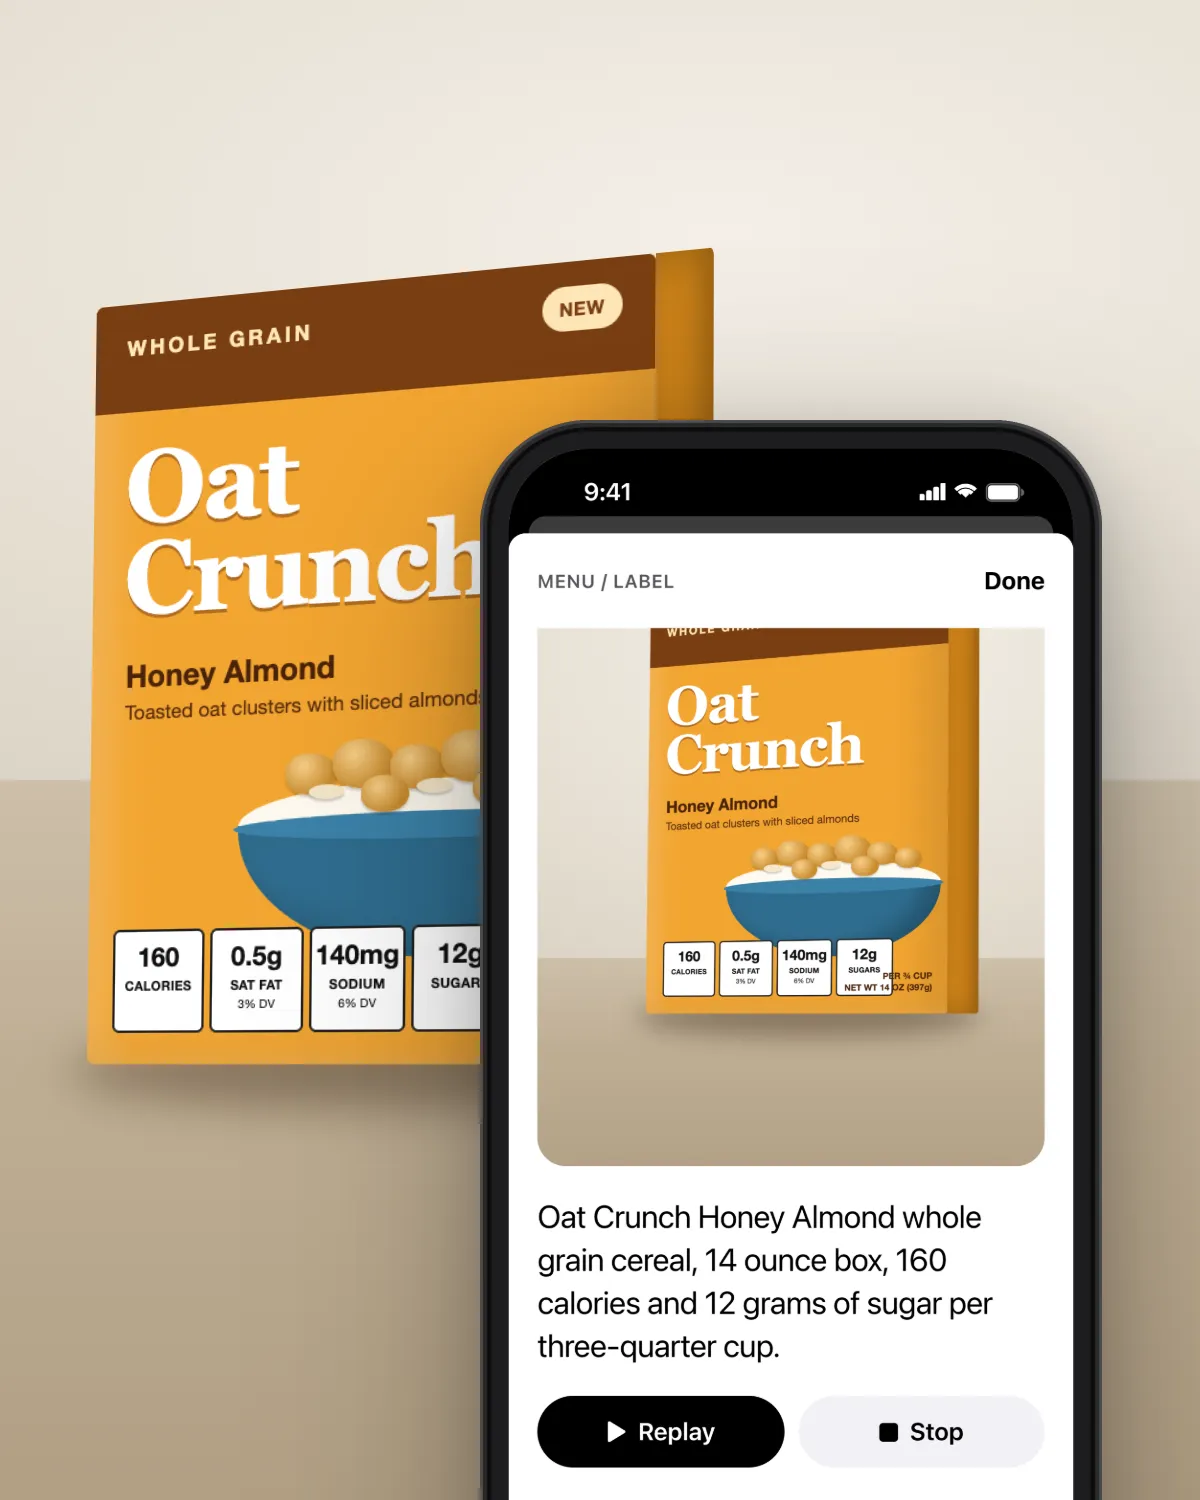 WHOLE GRAIN
NEW
Oat
Crunch
Honey Almond
Toasted oat clusters with sliced almonds
160
CALORIES
0.5g
SAT FAT
3% DV
140mg
SODIUM
6% DV
12g
SUGAR
9:41
MENU / LABEL
Done
WHOLE GRAIN
Oat
Crunch
Honey Almond
Toasted oat clusters with sliced almonds
160
CALORIES
0.5g
SAT FAT
3% DV
140mg
SODIUM
6% DV
12g
SUGARS
PER ¾ CUP
NET WT 14 OZ (397g)
Oat Crunch Honey Almond whole
grain cereal, 14 ounce box, 160
calories and 12 grams of sugar per
three-quarter cup.
Replay
Stop